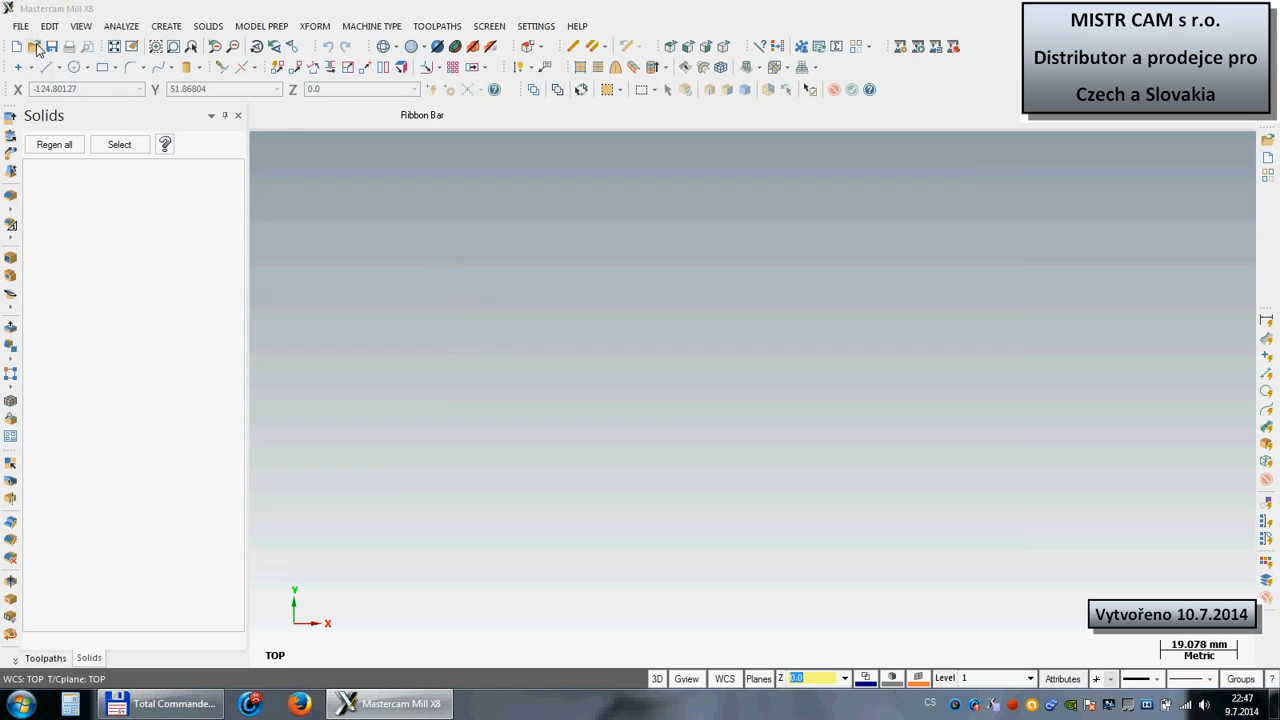 Mastercam Mill X8
FILE EDIT VIEW ANALYZE CREATE SOLIDS MODEL PREP XFORM MACHINE TYPE TOOLPATHS SCREEN SETTINGS HELP
MISTR CAM s r.o.
Distributor a prodejce pro
Czech a Slovakia
X -124.80127 Y 51.86804 Z 0.0
Solids
Ribbon Bar
Regen all Select
Y
X
Vytvořeno 10.7.2014
TOP
19.078 mm
Metric
Toolpaths Solids
WCS: TOP T/Cplane: TOP
3D Gview WCS Planes Z 0.0 Level 1 Attributes Groups ?
Total Commande...
Mastercam Mill X8
CS
22:47
9.7.2014